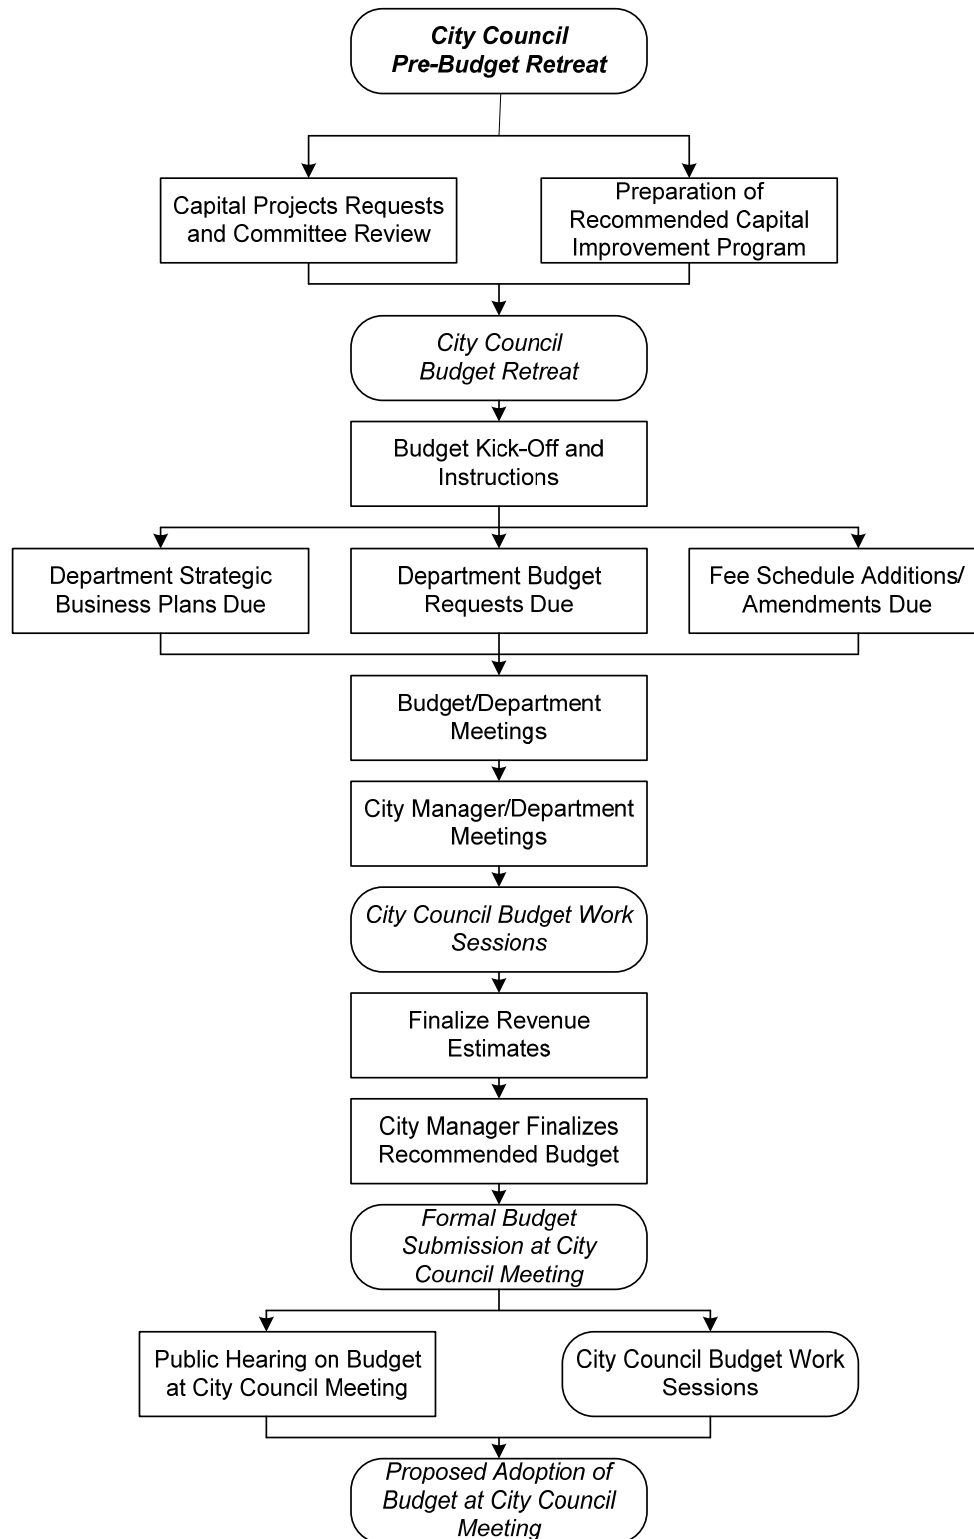 City Council
Pre-Budget Retreat
Capital Projects Requests
and Committee Review
Preparation of
Recommended Capital
Improvement Program
City Council
Budget Retreat
Budget Kick-Off and
Instructions
Department Strategic
Business Plans Due
Department Budget
Requests Due
Fee Schedule Additions/
Amendments Due
Budget/Department
Meetings
City Manager/Department
Meetings
City Council Budget Work
Sessions
Finalize Revenue
Estimates
City Manager Finalizes
Recommended Budget
Formal Budget
Submission at City
Council Meeting
Public Hearing on Budget
at City Council Meeting
City Council Budget Work
Sessions
Proposed Adoption of
Budget at City Council
Meeting